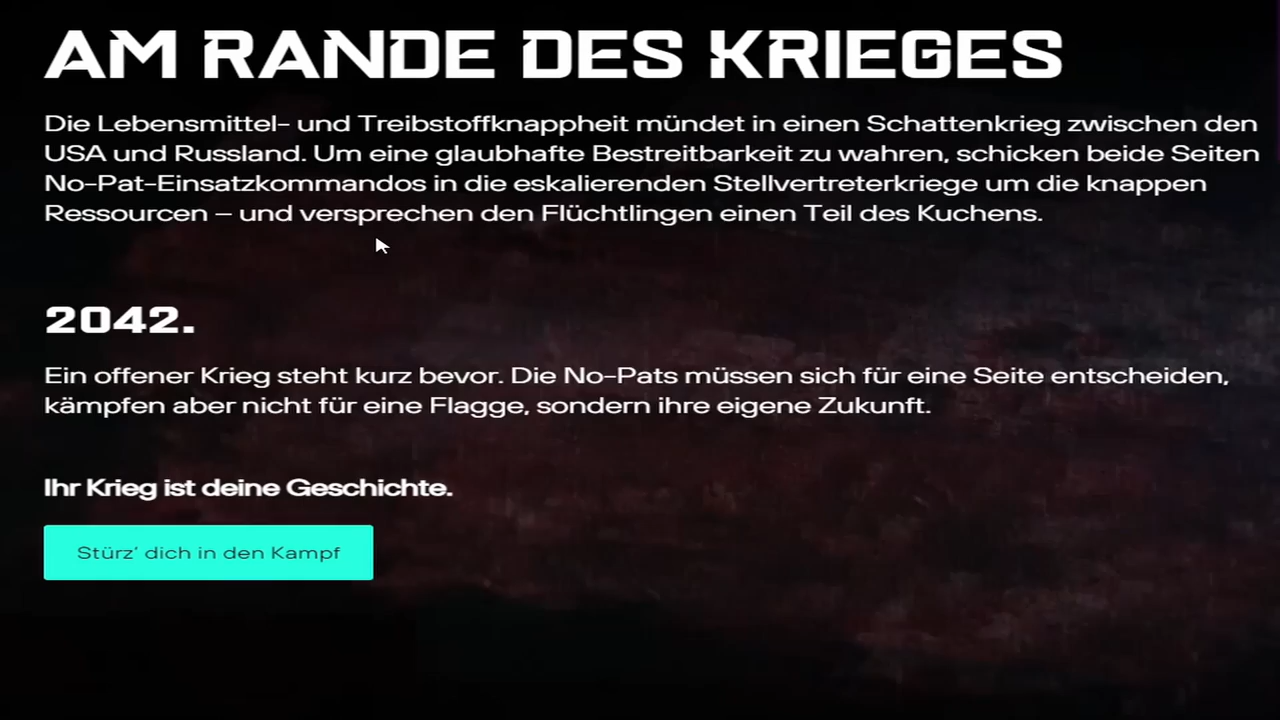 AM RANDE DES KRIEGES
Die Lebensmittel- und Treibstoffknappheit mündet in einen Schattenkrieg zwischen den
USA und Russland. Um eine glaubhafte Bestreitbarkeit zu wahren, schicken beide Seiten
No-Pat-Einsatzkommandos in die eskalierenden Stellvertreterkriege um die knappen
Ressourcen – und versprechen den Flüchtlingen einen Teil des Kuchens.
2042.
Ein offener Krieg steht kurz bevor. Die No-Pats müssen sich für eine Seite entscheiden,
kämpfen aber nicht für eine Flagge, sondern ihre eigene Zukunft.
Ihr Krieg ist deine Geschichte.
Stürz’ dich in den Kampf